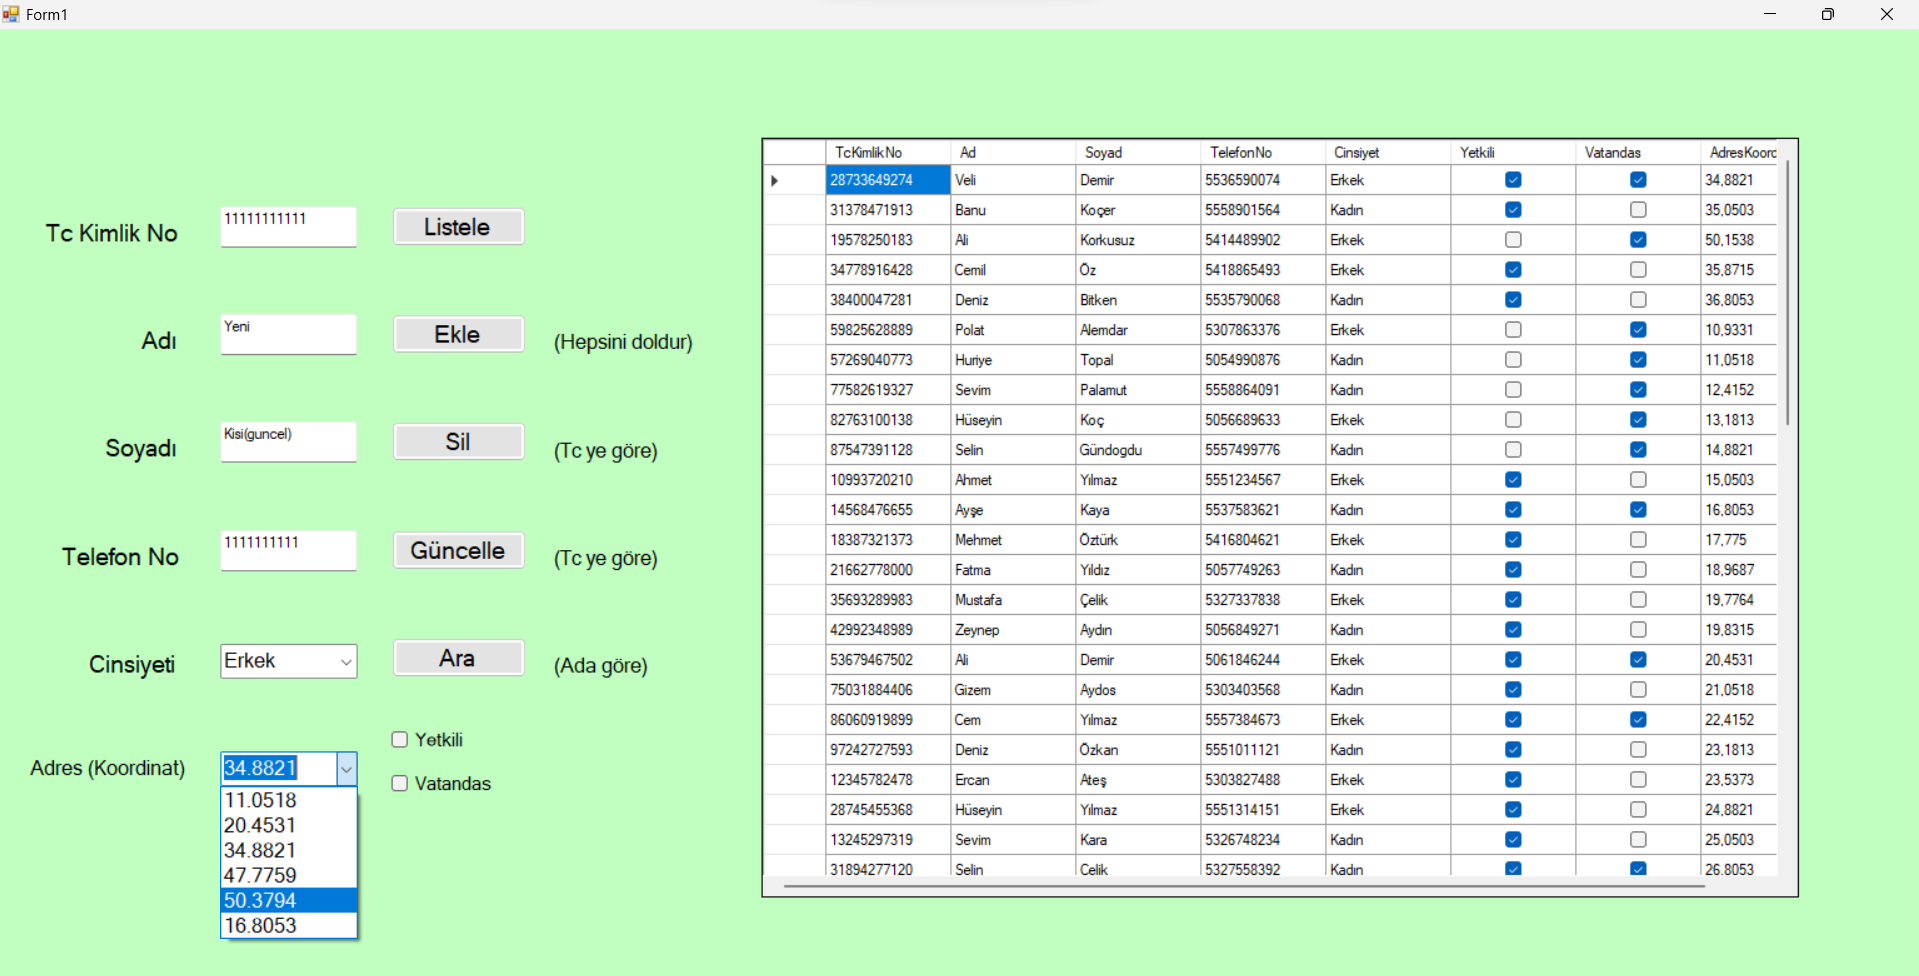 Form1
Tc Kimlik No
11111111111
Listele
Adı
Yeni
Ekle
(Hepsini doldur)
Soyadı
Kisi(guncel)
Sil
(Tc ye göre)
Telefon No
1111111111
Güncelle
(Tc ye göre)
Cinsiyeti
Erkek
Ara
(Ada göre)
Yetkili
Adres (Koordinat)
34.8821
Vatandas
11.0518
20.4531
34.8821
47.7759
50.3794
16.8053
TcKimlikNo Ad Soyad TelefonNo Cinsiyet Yetkili Vatandas AdresKoord
28733649274 Veli Demir 5536590074 Erkek 34,8821
31378471913 Banu Koçer 5558901564 Kadın 35,0503
19578250183 Ali Korkusuz 5414489902 Erkek 50,1538
34778916428 Cemil Öz 5418865493 Erkek 35,8715
38400047281 Deniz Bitken 5535790068 Kadın 36,8053
59825628889 Polat Alemdar 5307863376 Erkek 10,9331
57269040773 Huriye Topal 5054990876 Kadın 11,0518
77582619327 Sevim Palamut 5558864091 Kadın 12,4152
82763100138 Hüseyin Koç 5056689633 Erkek 13,1813
87547391128 Selin Gündogdu 5557499776 Kadın 14,8821
10993720210 Ahmet Yılmaz 5551234567 Erkek 15,0503
14568476655 Ayşe Kaya 5537583621 Kadın 16,8053
18387321373 Mehmet Öztürk 5416804621 Erkek 17,775
21662778000 Fatma Yıldız 5057749263 Kadın 18,9687
35693289983 Mustafa Çelik 5327337838 Erkek 19,7764
42992348989 Zeynep Aydın 5056849271 Kadın 19,8315
53679467502 Ali Demir 5061846244 Erkek 20,4531
75031884406 Gizem Aydos 5303403568 Kadın 21,0518
86060919899 Cem Yılmaz 5557384673 Erkek 22,4152
97242727593 Deniz Özkan 5551011121 Kadın 23,1813
12345782478 Ercan Ateş 5303827488 Erkek 23,5373
28745455368 Hüseyin Yılmaz 5551314151 Erkek 24,8821
13245297319 Sevim Kara 5326748234 Kadın 25,0503
31894277120 Selin Çelik 5327558392 Kadın 26,8053